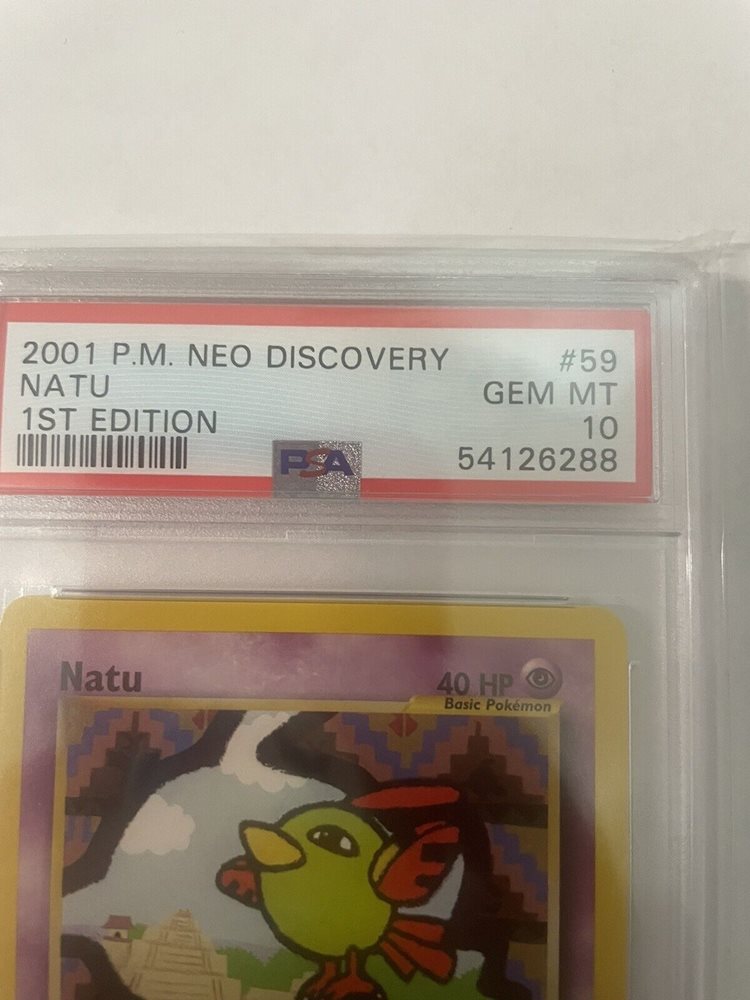 2001 P.M. NEO DISCOVERY #59
NATU GEM MT
1ST EDITION 10
PSA 54126288
Natu 40 HP
Basic Pokémon